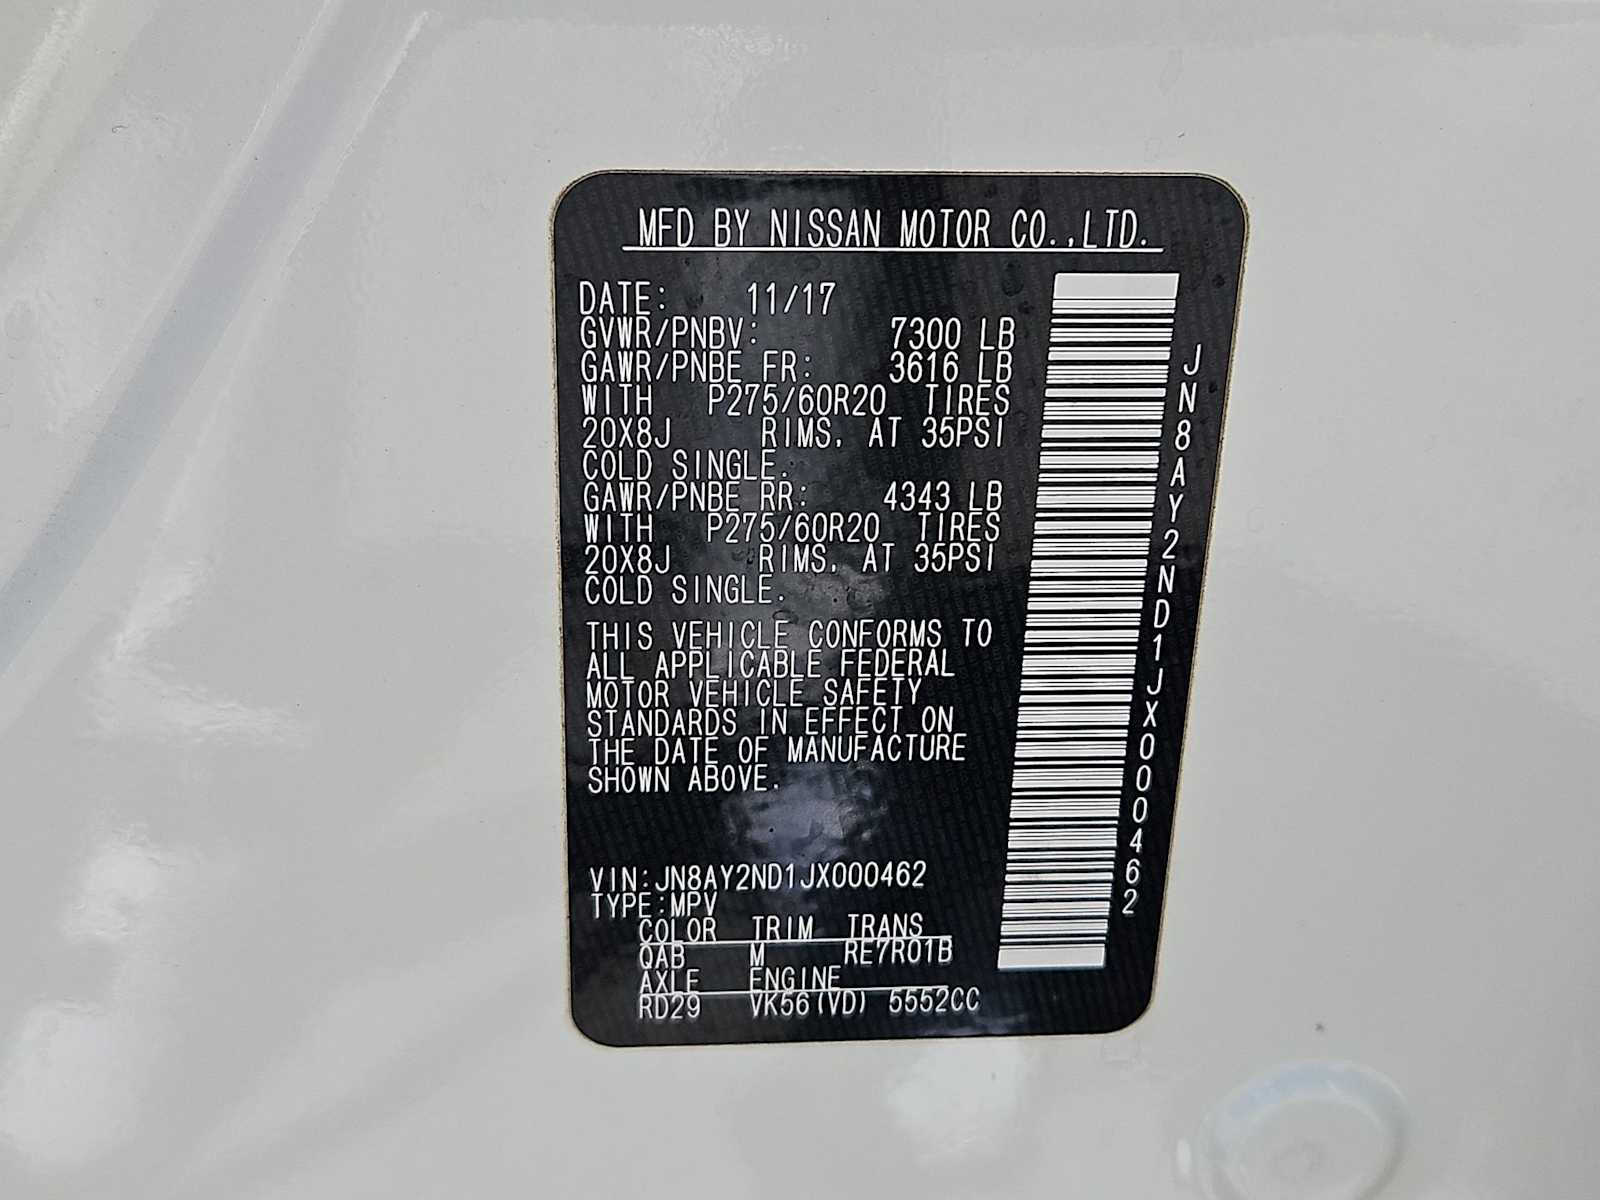 MFD BY NISSAN MOTOR CO.,LTD.
DATE: 11/17
GVWR/PNBV: 7300 LB
GAWR/PNBE FR: 3616 LB
WITH P275/60R20 TIRES
20X8J RIMS, AT 35PSI
COLD SINGLE.
GAWR/PNBE RR: 4343 LB
WITH P275/60R20 TIRES
20X8J RIMS, AT 35PSI
COLD SINGLE.
THIS VEHICLE CONFORMS TO
ALL APPLICABLE FEDERAL
MOTOR VEHICLE SAFETY
STANDARDS IN EFFECT ON
THE DATE OF MANUFACTURE
SHOWN ABOVE.
VIN:JN8AY2ND1JX000462
TYPE:MPV
COLOR TRIM TRANS
QAB M RE7R01B
AXLE ENGINE
RD29 VK56(VD) 5552CC
JN8AY2ND1JX000462